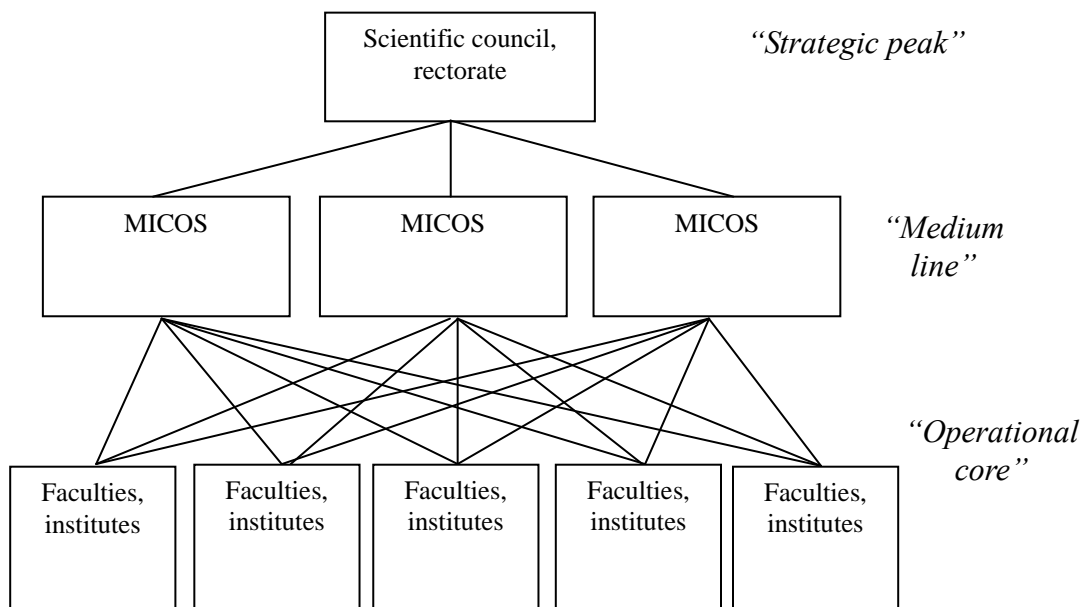 Scientific council,
rectorate
“Strategic peak”
MICOS
MICOS
MICOS
“Medium
line”
“Operational
core”
Faculties,
institutes
Faculties,
institutes
Faculties,
institutes
Faculties,
institutes
Faculties,
institutes